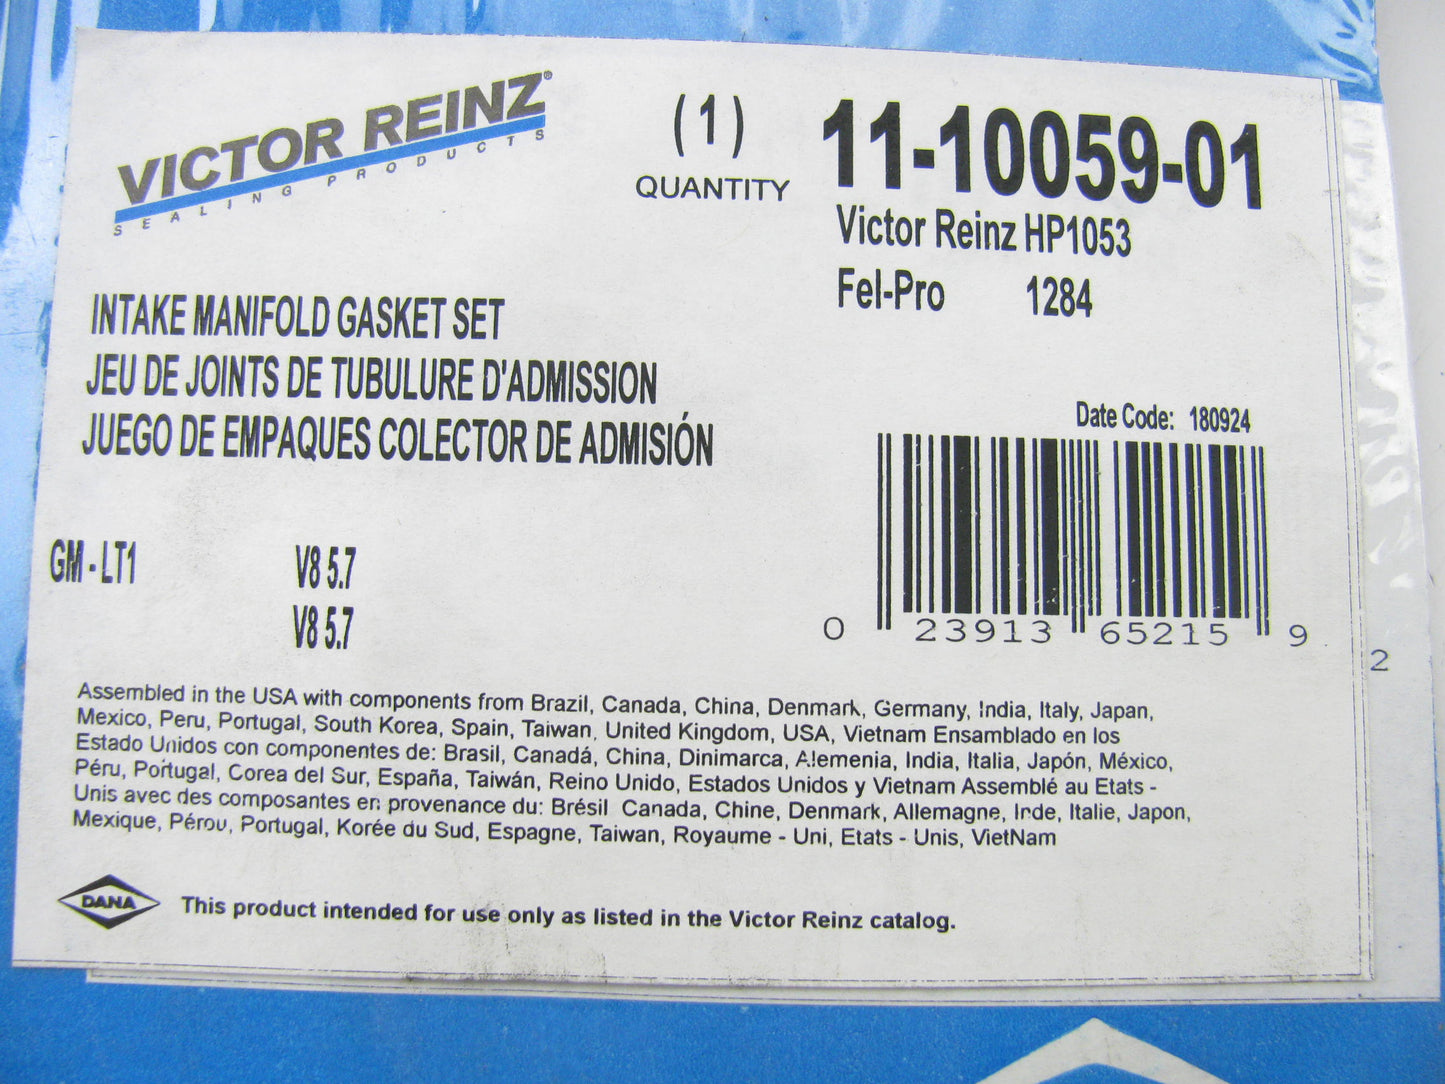 VICTOR REINZ®
SEALING PRODUCTS
(1)
QUANTITY
11-10059-01
Victor Reinz HP1053
Fel-Pro 1284
INTAKE MANIFOLD GASKET SET
JEU DE JOINTS DE TUBULURE D'ADMISSION
JUEGO DE EMPAQUES COLECTOR DE ADMISIÓN
Date Code: 180924
0 23913 65215 9
2
GM - LT1 V8 5.7
V8 5.7
Assembled in the USA with components from Brazil, Canada, China, Denmark, Germany, India, Italy, Japan,
Mexico, Peru, Portugal, South Korea, Spain, Taiwan, United Kingdom, USA, Vietnam Ensamblado en los
Estado Unidos con componentes de: Brasil, Canadá, China, Dinimarca, Alemenia, India, Italia, Japón, México,
Péru, Portugal, Corea del Sur, España, Taiwán, Reino Unido, Estados Unidos y Vietnam Assemblé au Etats -
Unis avec des composantes en provenance du: Brésil Canada, Chine, Denmark, Allemagne, Inde, Italie, Japon,
Mexique, Pérou, Portugal, Korée du Sud, Espagne, Taiwan, Royaume - Uni, Etats - Unis, VietNam
DANA
This product intended for use only as listed in the Victor Reinz catalog.